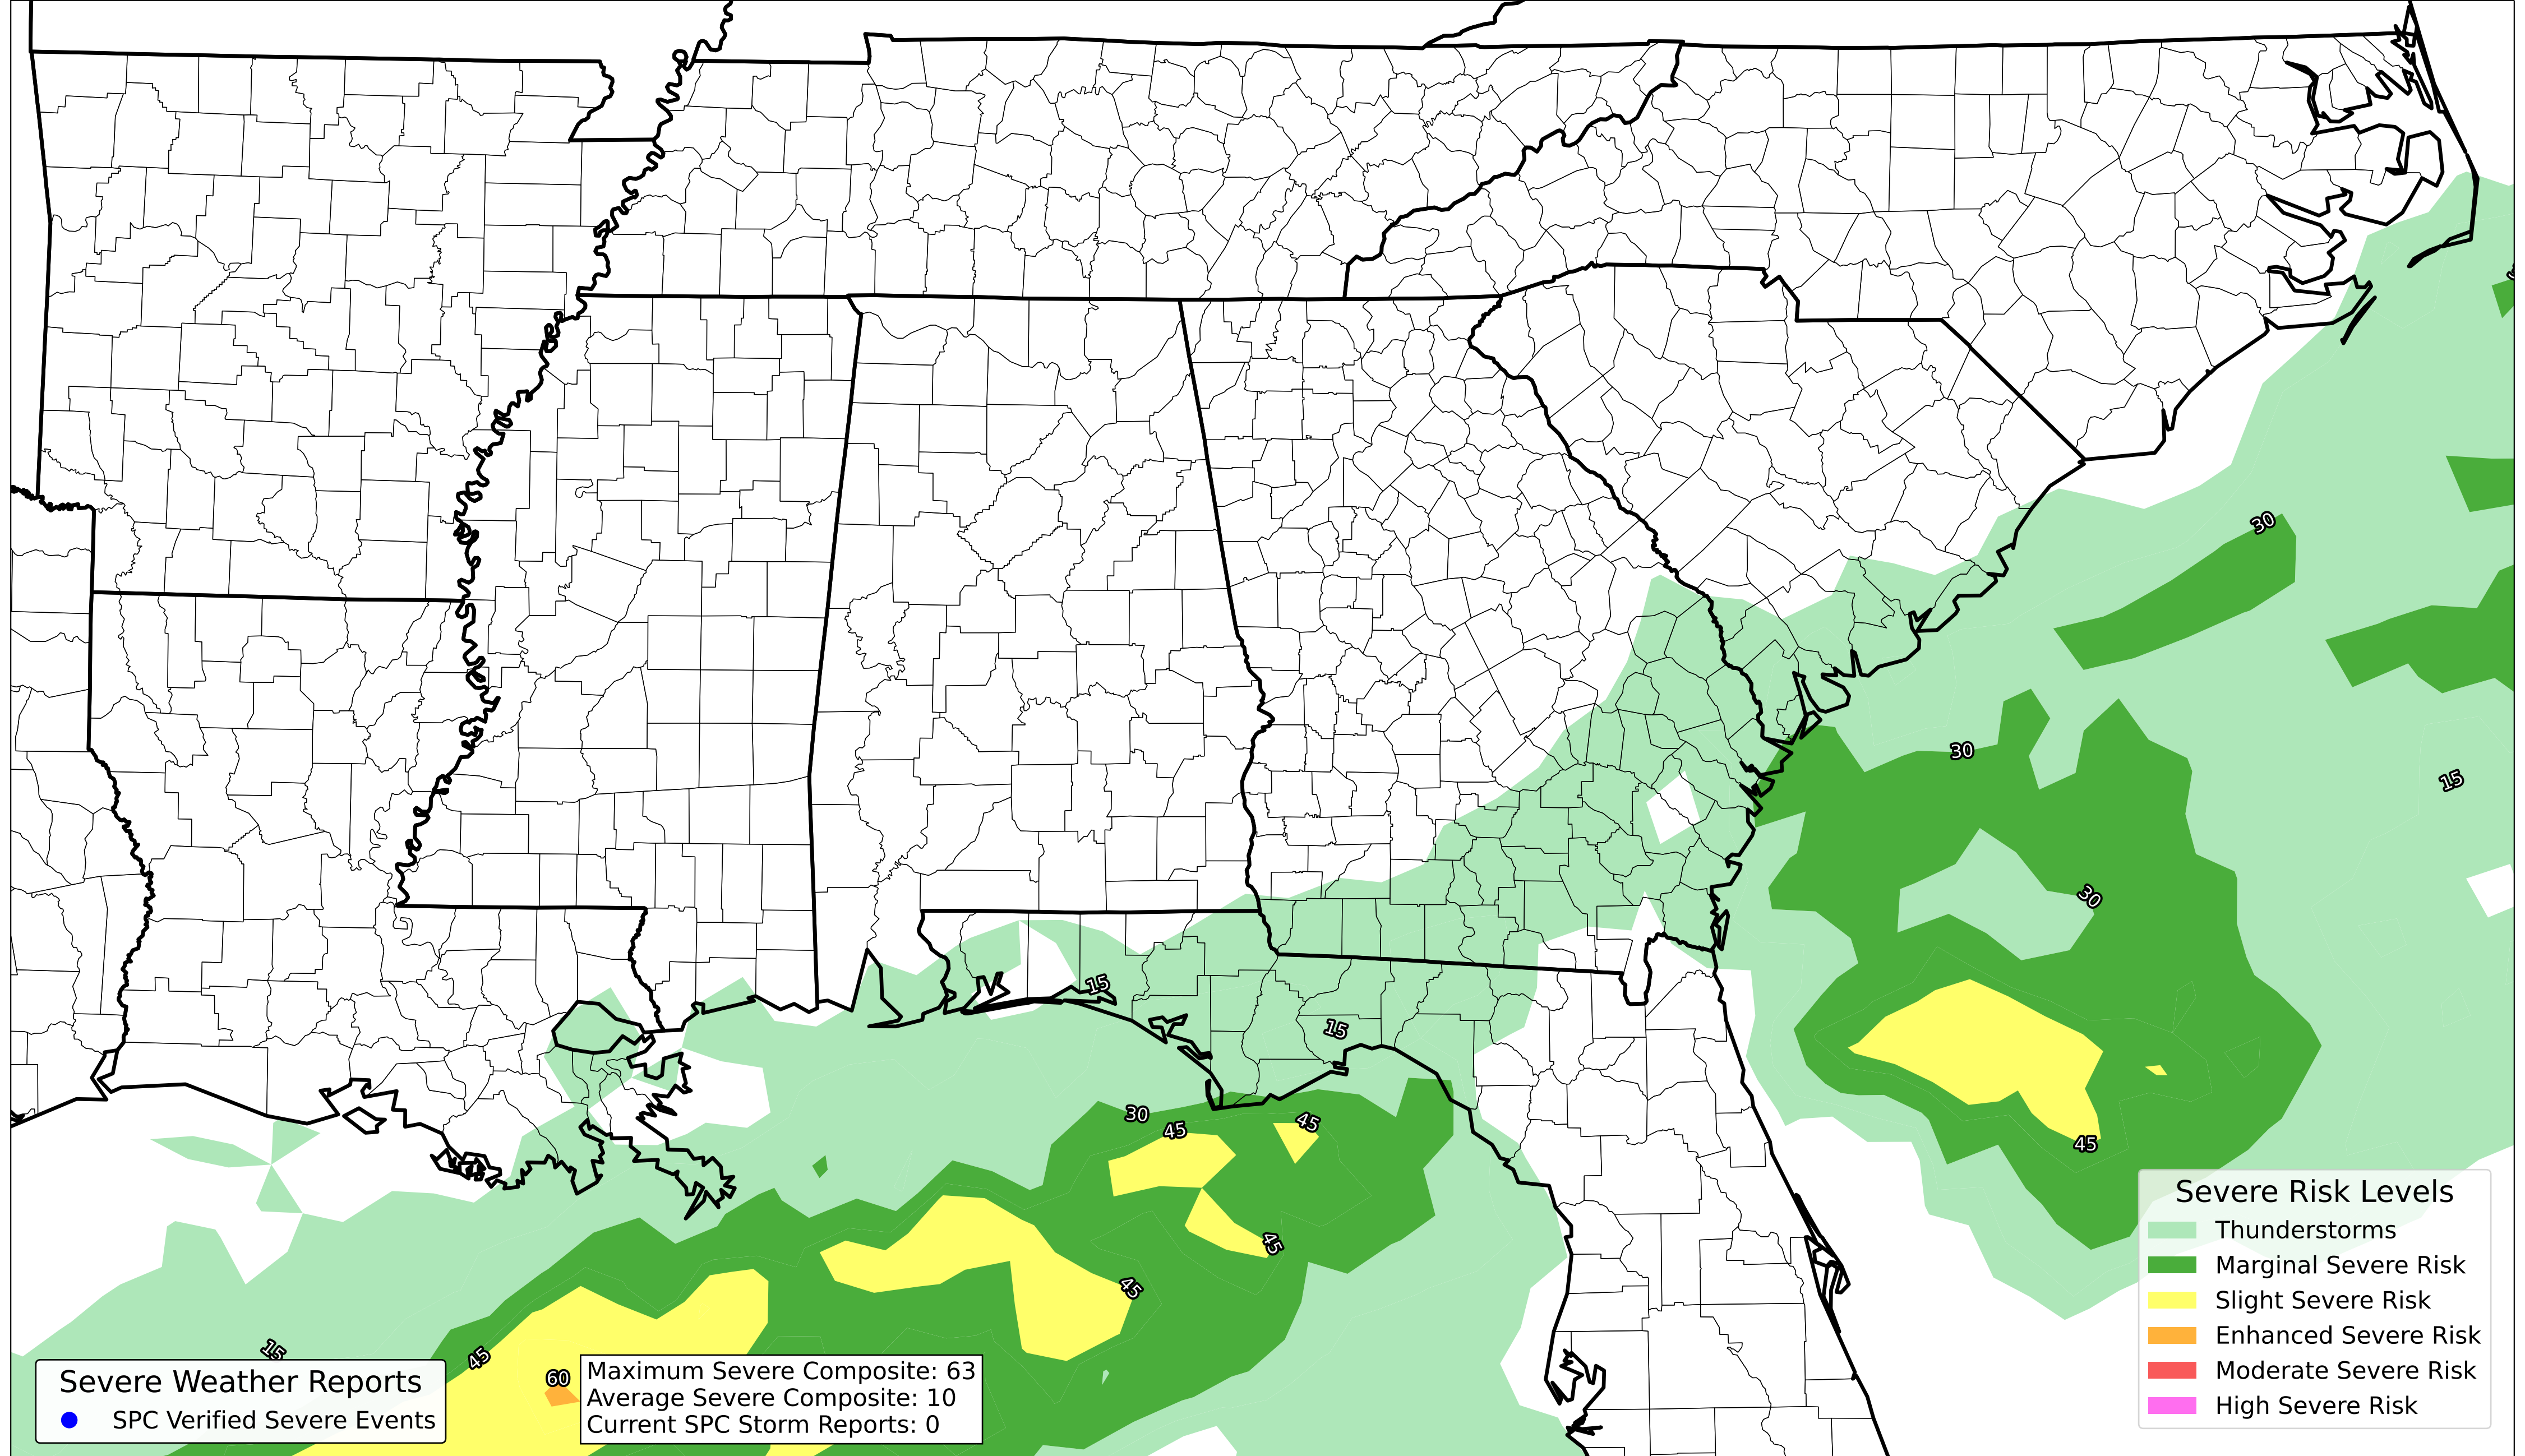 30
30
15
30
15
15
30
45
45
45
45
45
15
45
60
Severe Weather Reports
SPC Verified Severe Events
Maximum Severe Composite: 63
Average Severe Composite: 10
Current SPC Storm Reports: 0
Severe Risk Levels
Thunderstorms
Marginal Severe Risk
Slight Severe Risk
Enhanced Severe Risk
Moderate Severe Risk
High Severe Risk